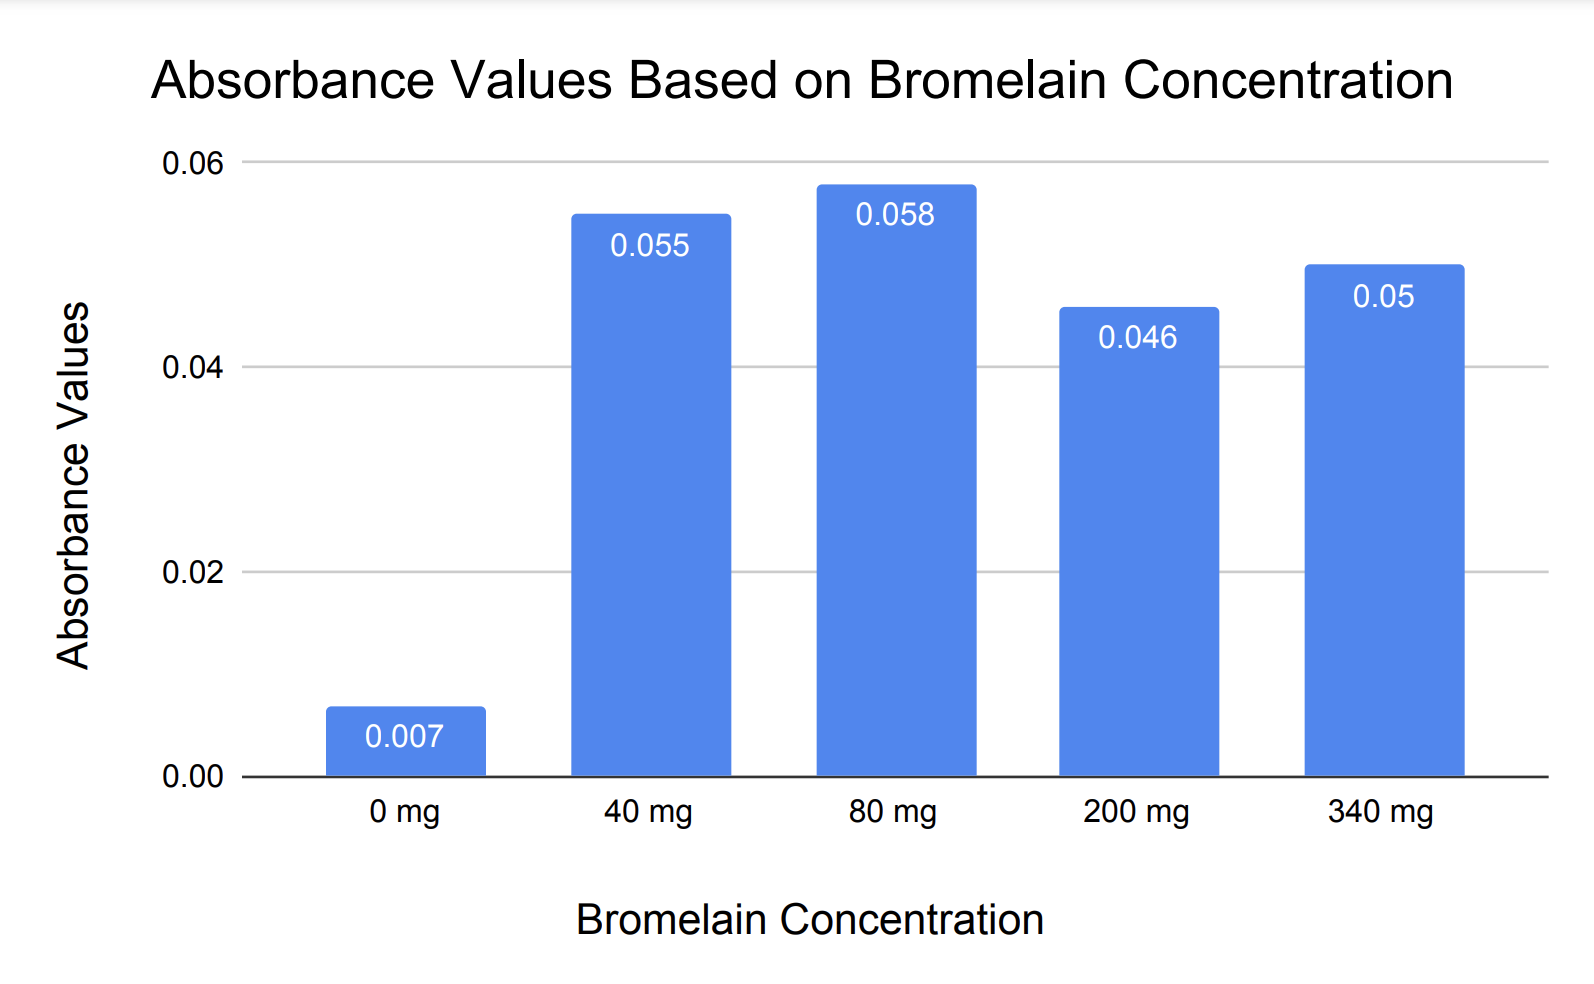 Absorbance Values Based on Bromelain Concentration
Absorbance Values
0.06
0.04
0.02
0.00
0.007
0.055
0.058
0.046
0.05
0 mg
40 mg
80 mg
200 mg
340 mg
Bromelain Concentration